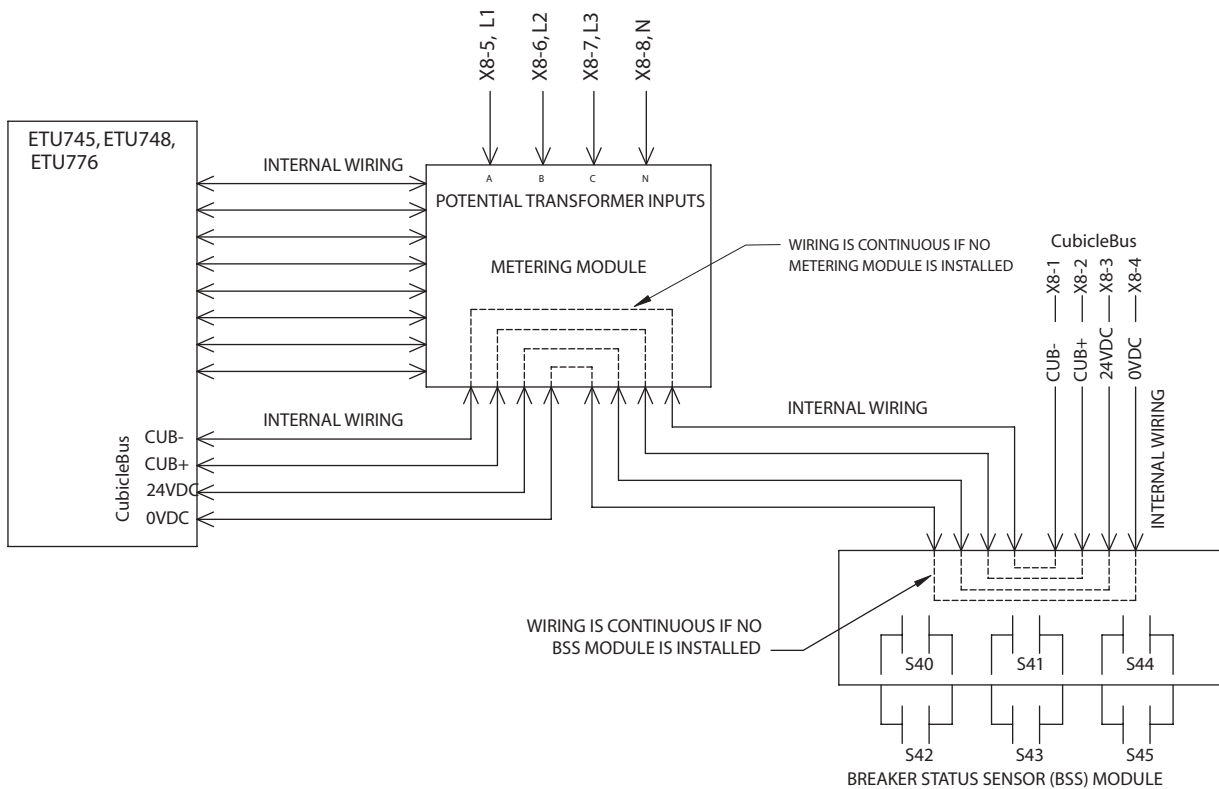 X8-5, L1
X8-6, L2
X8-7, L3
X8-8, N
ETU745, ETU748,
ETU776
INTERNAL WIRING
A
B
C
N
POTENTIAL TRANSFORMER INPUTS
METERING MODULE
WIRING IS CONTINUOUS IF NO
METERING MODULE IS INSTALLED
CubicleBus
X8-1
X8-2
X8-3
X8-4
CUB-
CUB+
24VDC
0VDC
INTERNAL WIRING
INTERNAL WIRING
INTERNAL WIRING
CubicleBus
CUB-
CUB+
24VDC
0VDC
WIRING IS CONTINUOUS IF NO
BSS MODULE IS INSTALLED
S40
S41
S44
S42
S43
S45
BREAKER STATUS SENSOR (BSS) MODULE